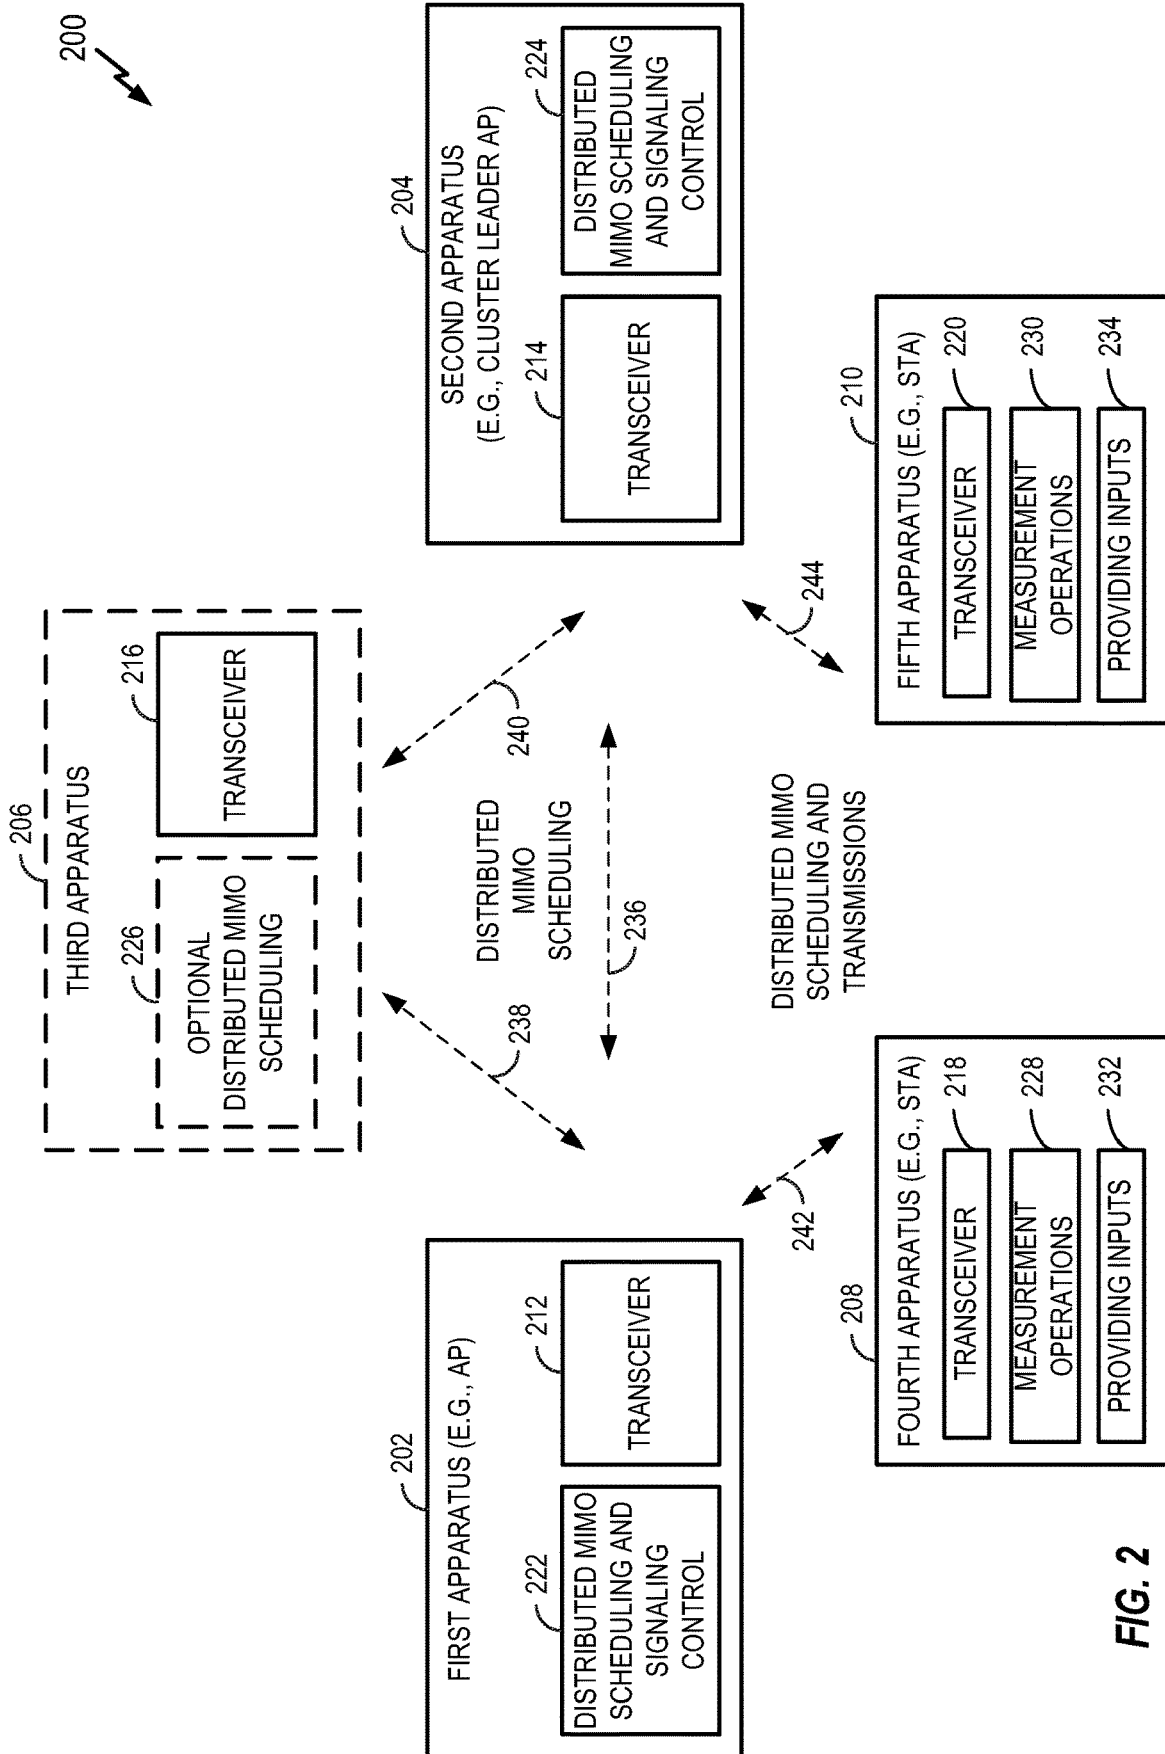 200
206
THIRD APPARATUS
226
216
OPTIONAL
DISTRIBUTED MIMO
SCHEDULING
TRANSCEIVER
202
FIRST APPARATUS (E.G., AP)
222
212
DISTRIBUTED MIMO
SCHEDULING AND
SIGNALING
CONTROL
TRANSCEIVER
204
SECOND APPARATUS
(E.G., CLUSTER LEADER AP)
214
224
TRANSCEIVER
DISTRIBUTED
MIMO SCHEDULING
AND SIGNALING
CONTROL
238
240
DISTRIBUTED
MIMO
SCHEDULING
236
242
244
DISTRIBUTED MIMO
SCHEDULING AND
TRANSMISSIONS
208
FOURTH APPARATUS (E.G., STA)
TRANSCEIVER
218
MEASUREMENT
OPERATIONS
228
PROVIDING INPUTS
232
210
FIFTH APPARATUS (E.G., STA)
TRANSCEIVER
220
MEASUREMENT
OPERATIONS
230
PROVIDING INPUTS
234
FIG. 2